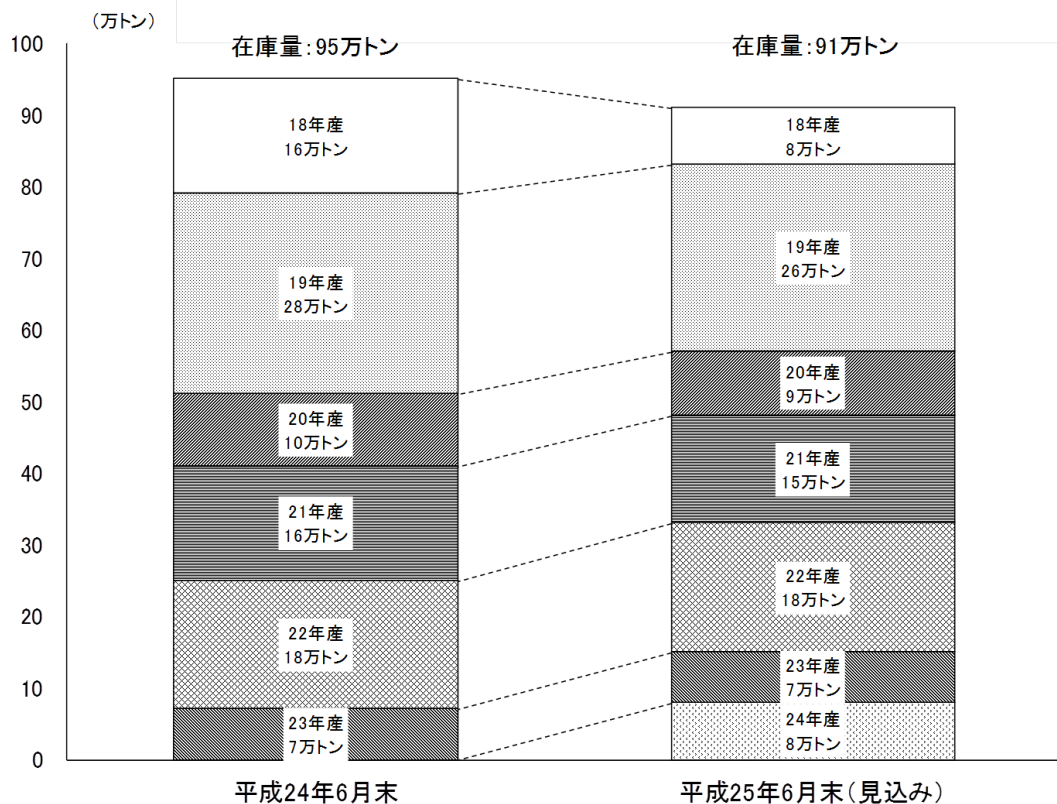 （万トン）
在庫量：95万トン
在庫量：91万トン
100
90
80
70
60
50
40
30
20
10
0
18年産
16万トン
19年産
28万トン
20年産
10万トン
21年産
16万トン
22年産
18万トン
23年産
7万トン
18年産
8万トン
19年産
26万トン
20年産
9万トン
21年産
15万トン
22年産
18万トン
23年産
7万トン
24年産
8万トン
平成24年6月末
平成25年6月末（見込み）